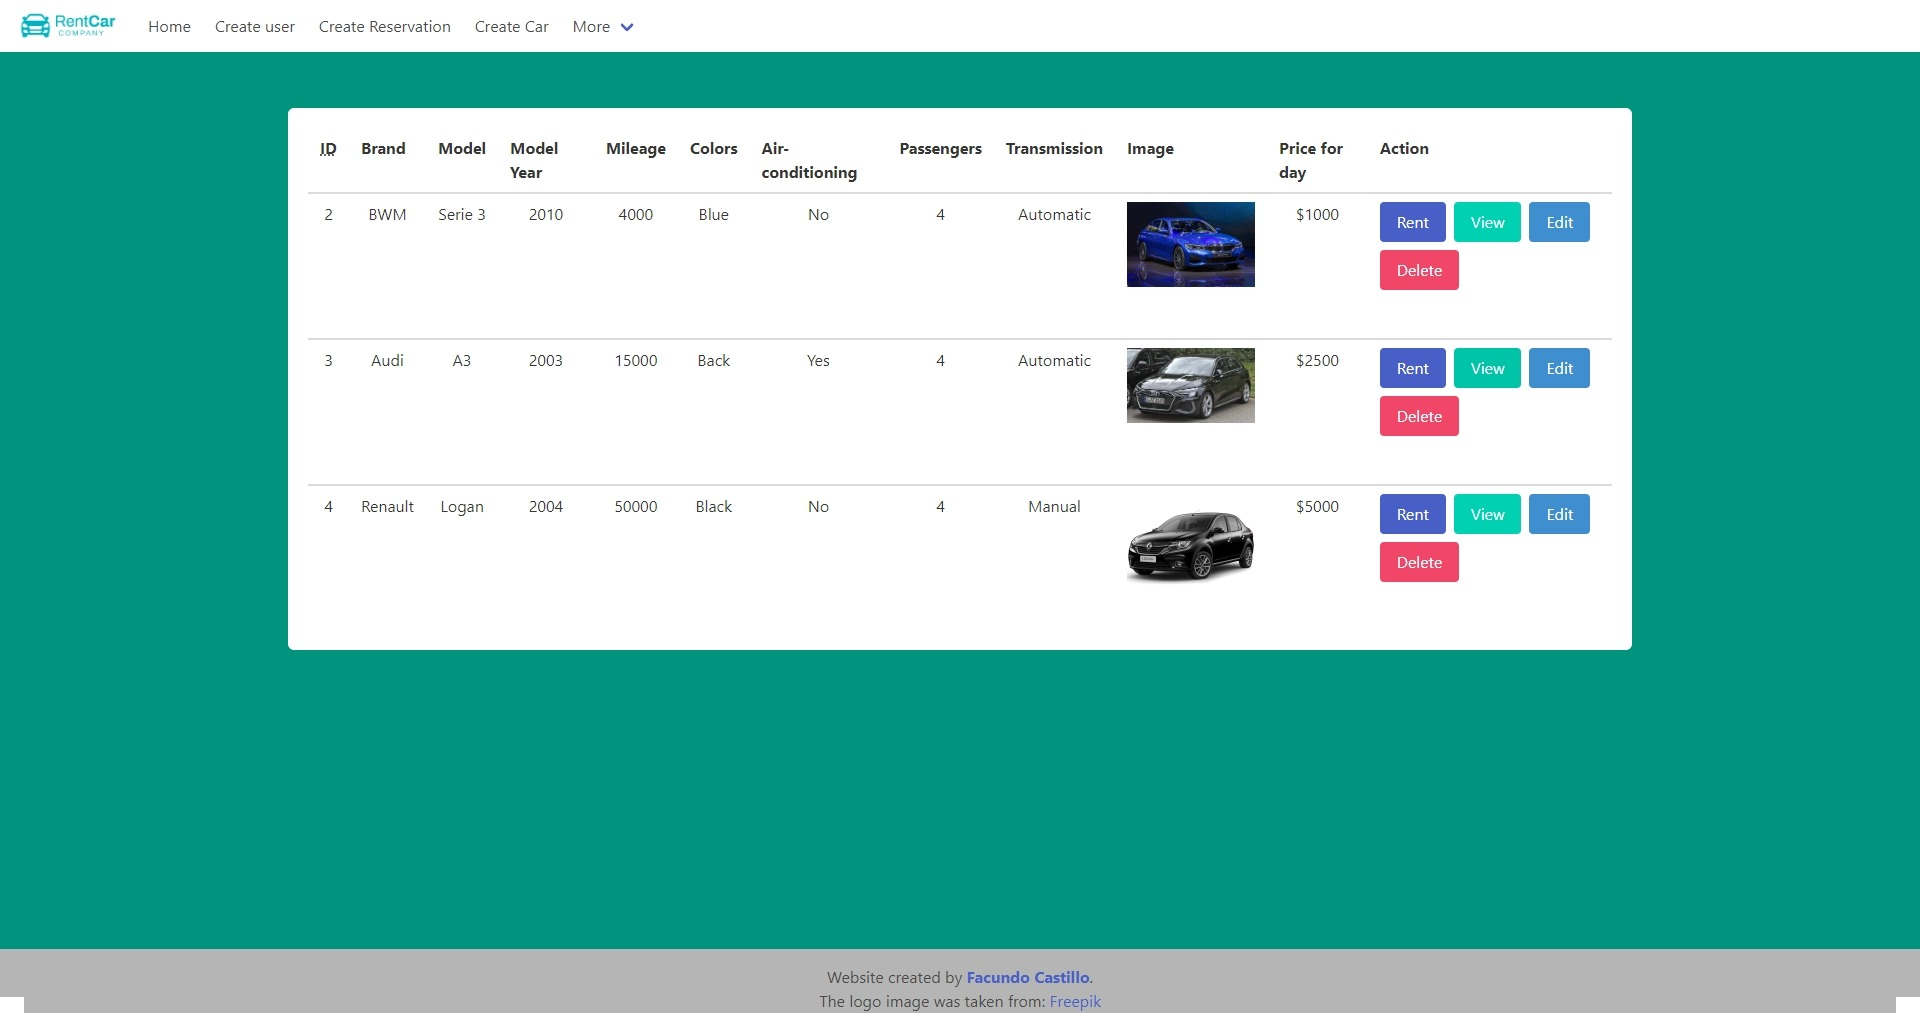 RentCar
COMPANY
Home Create user Create Reservation Create Car More
ID Brand Model Model Year Mileage Colors Air-conditioning Passengers Transmission Image Price for day Action
2 BWM Serie 3 2010 4000 Blue No 4 Automatic $1000 Rent View Edit
Delete
3 Audi A3 2003 15000 Back Yes 4 Automatic $2500 Rent View Edit
Delete
4 Renault Logan 2004 50000 Black No 4 Manual $5000 Rent View Edit
Delete
Website created by Facundo Castillo.
The logo image was taken from: Freepik